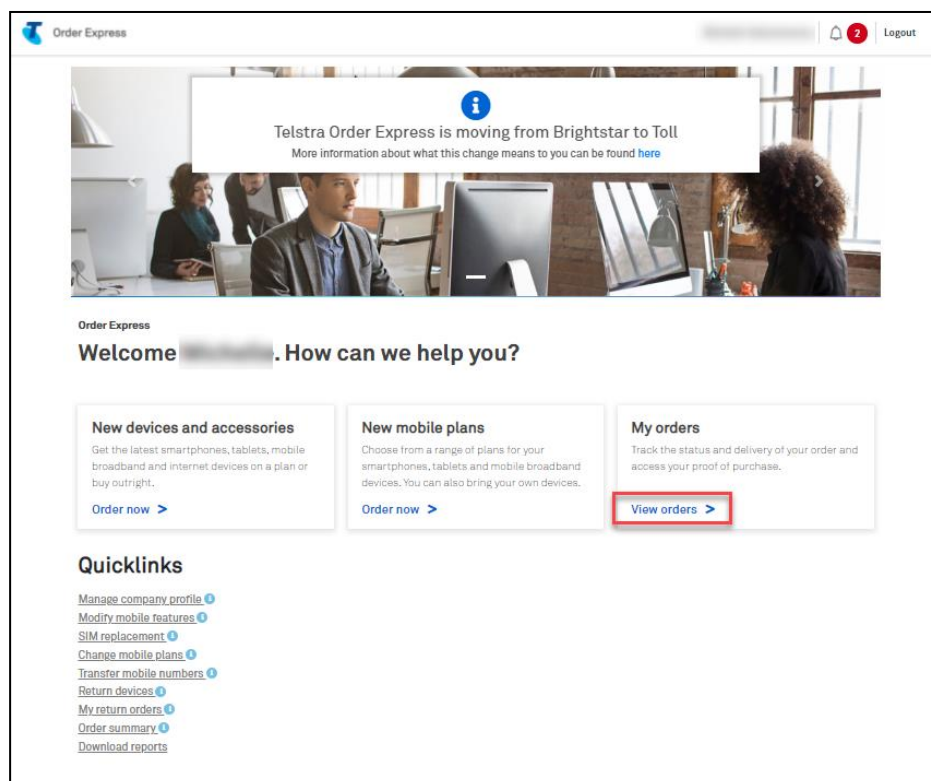 Order Express
2
Logout
Telstra Order Express is moving from Brightstar to Toll
More information about what this change means to you can be found here
Order Express
Welcome . How can we help you?
New devices and accessories
Get the latest smartphones, tablets, mobile
broadband and internet devices on a plan or
buy outright.
Order now >
New mobile plans
Choose from a range of plans for your
smartphones, tablets and mobile broadband
devices. You can also bring your own devices.
Order now >
My orders
Track the status and delivery of your order and
access your proof of purchase.
View orders >
Quicklinks
Manage company profile
Modify mobile features
SIM replacement
Change mobile plans
Transfer mobile numbers
Return devices
My return orders
Order summary
Download reports